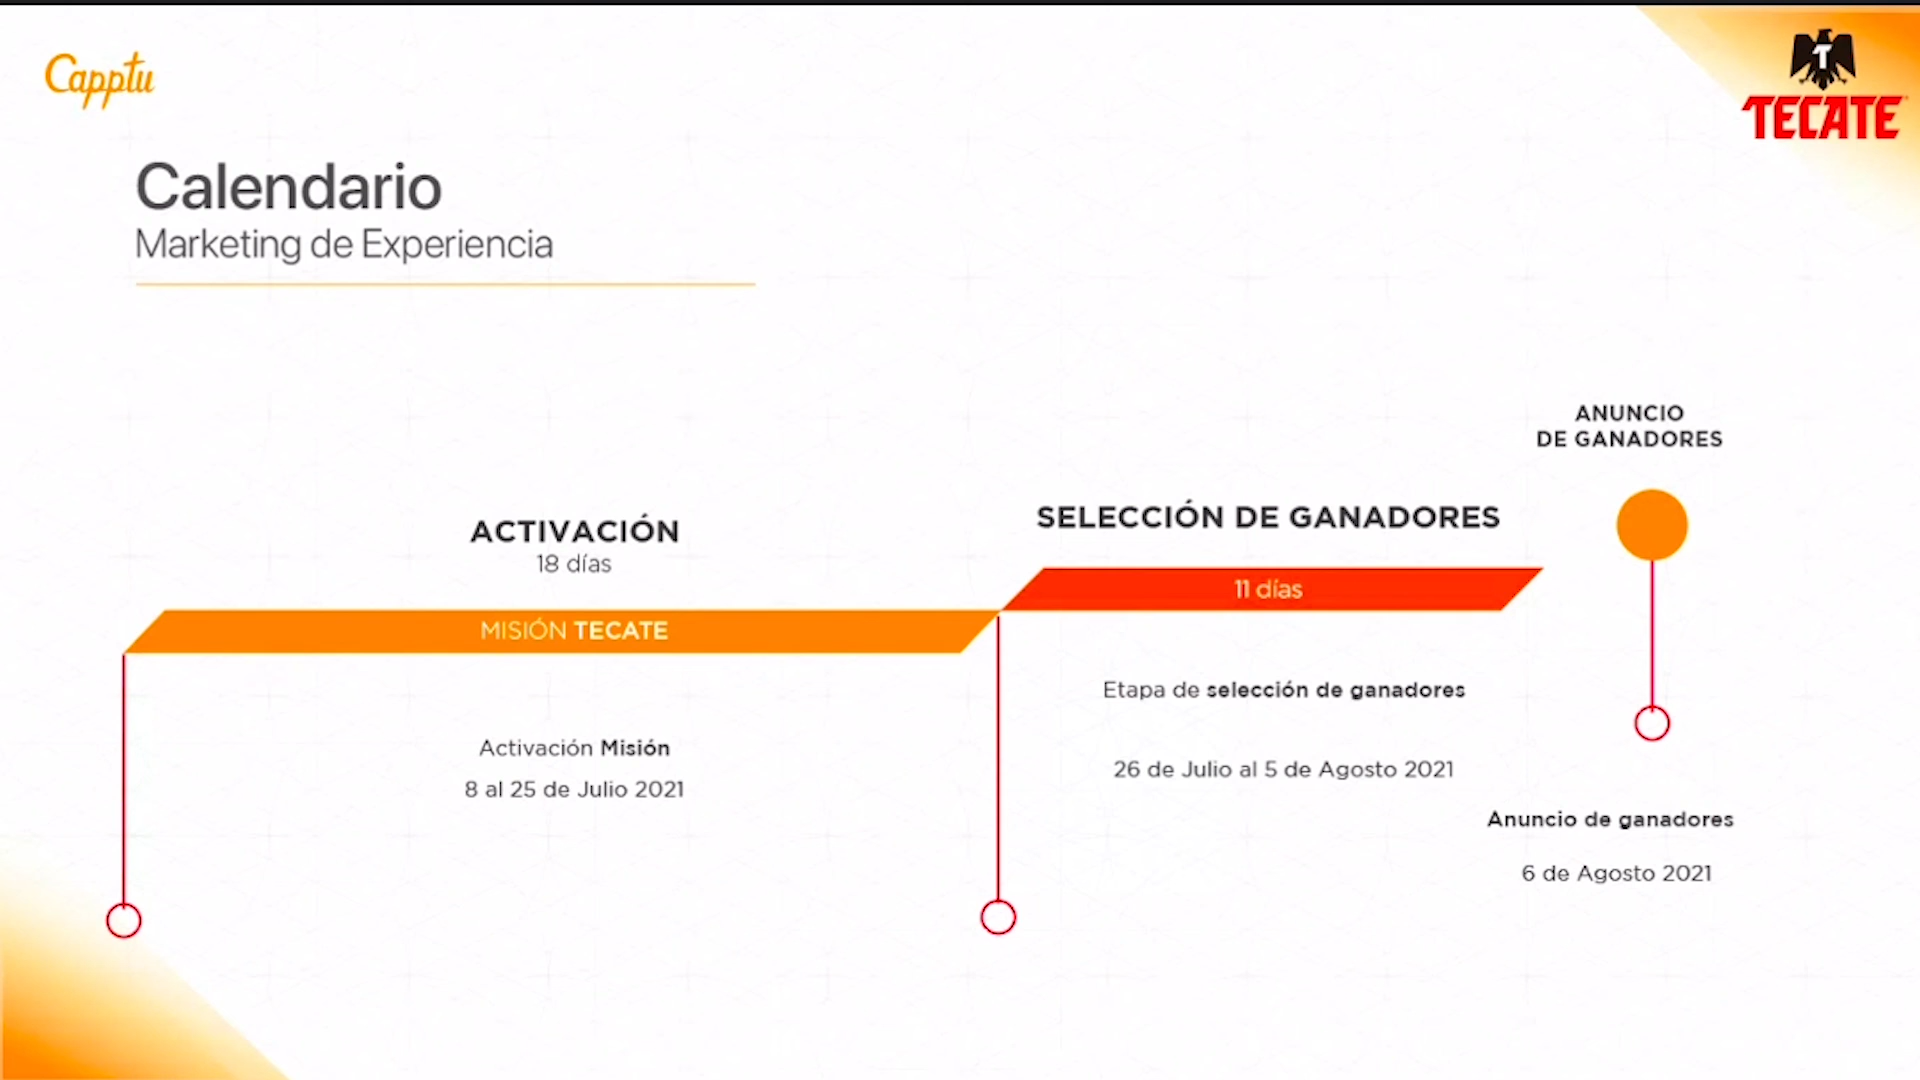 Capptu
T
TECATE
Calendario
Marketing de Experiencia
ANUNCIO
DE GANADORES
SELECCIÓN DE GANADORES
11 días
ACTIVACIÓN
18 días
MISIÓN TECATE
Etapa de selección de ganadores
26 de Julio al 5 de Agosto 2021
Activación Misión
8 al 25 de Julio 2021
Anuncio de ganadores
6 de Agosto 2021